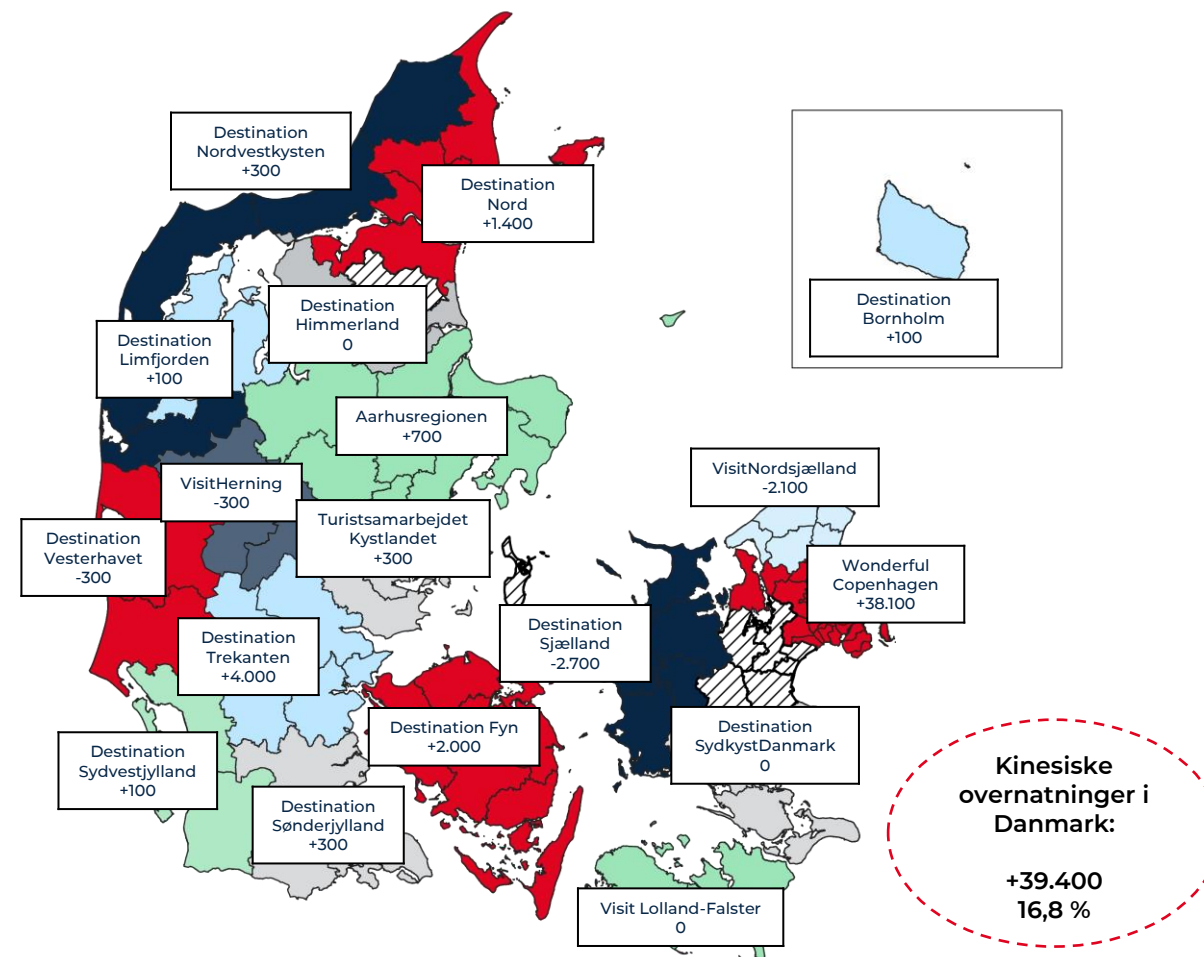 Destination
Nordvestkysten
+300
Destination
Nord
+1.400
Destination
Himmerland
0
Destination
Bornholm
+100
Destination
Limfjorden
+100
Aarhusregionen
+700
VisitHerning
-300
VisitNordsjælland
-2.100
Turistsamarbejdet
Kystlandet
+300
Destination
Vesterhavet
-300
Wonderful
Copenhagen
+38.100
Destination
Trekanten
+4.000
Destination
Sjælland
-2.700
Destination Fyn
+2.000
Destination
SydkystDanmark
0
Destination
Sydvestjylland
+100
Destination
Sønderjylland
+300
Visit Lolland-Falster
0
Kinesiske
overnatninger i
Danmark:
+39.400
16,8 %